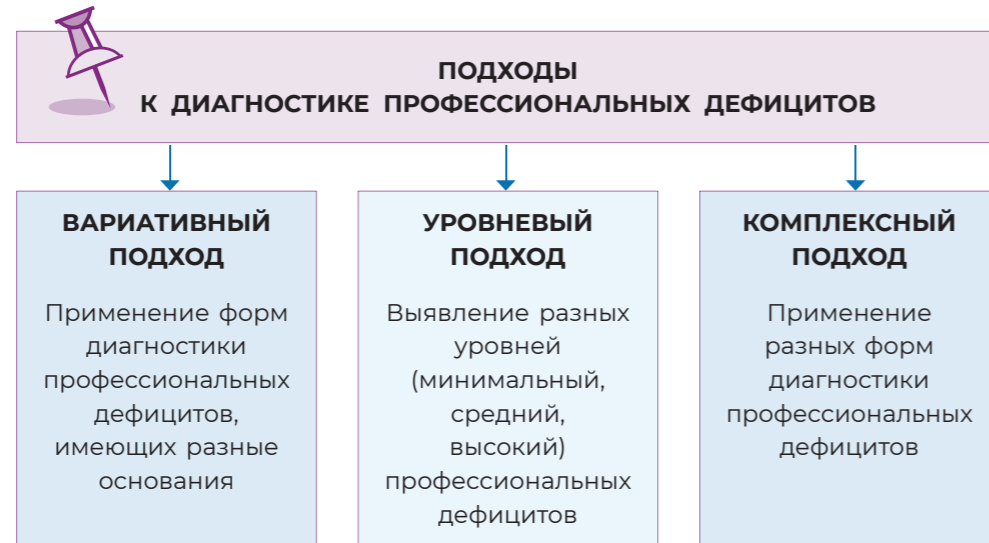 ПОДХОДЫ
К ДИАГНОСТИКЕ ПРОФЕССИОНАЛЬНЫХ ДЕФИЦИТОВ
ВАРИАТИВНЫЙ
ПОДХОД
Применение форм
диагностики
профессиональных
дефицитов,
имеющих разные
основания
УРОВНЕВЫЙ
ПОДХОД
Выявление разных
уровней
(минимальный,
средний,
высокий)
профессиональных
дефицитов
КОМПЛЕКСНЫЙ
ПОДХОД
Применение
разных форм
диагностики
профессиональных
дефицитов